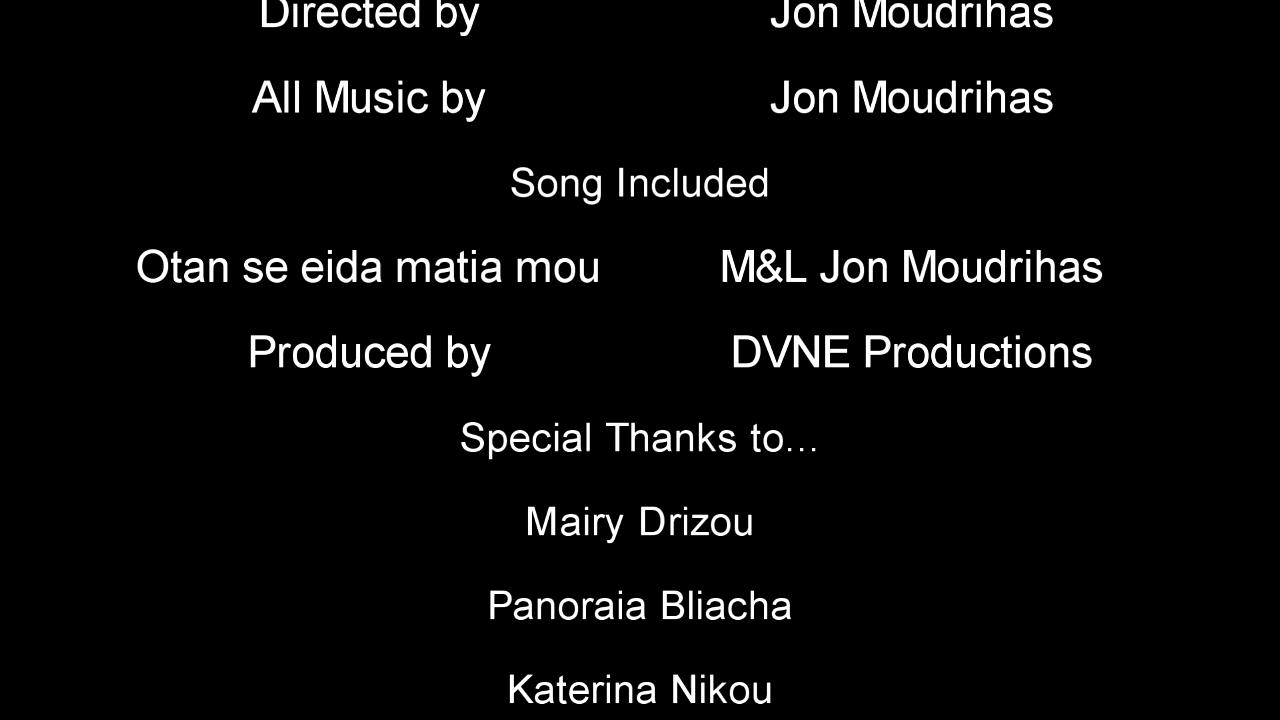 Directed by Jon Moudrihas
All Music by Jon Moudrihas
Song Included
Otan se eida matia mou M&L Jon Moudrihas
Produced by DVNE Productions
Special Thanks to...
Mairy Drizou
Panoraia Bliacha
Katerina Nikou